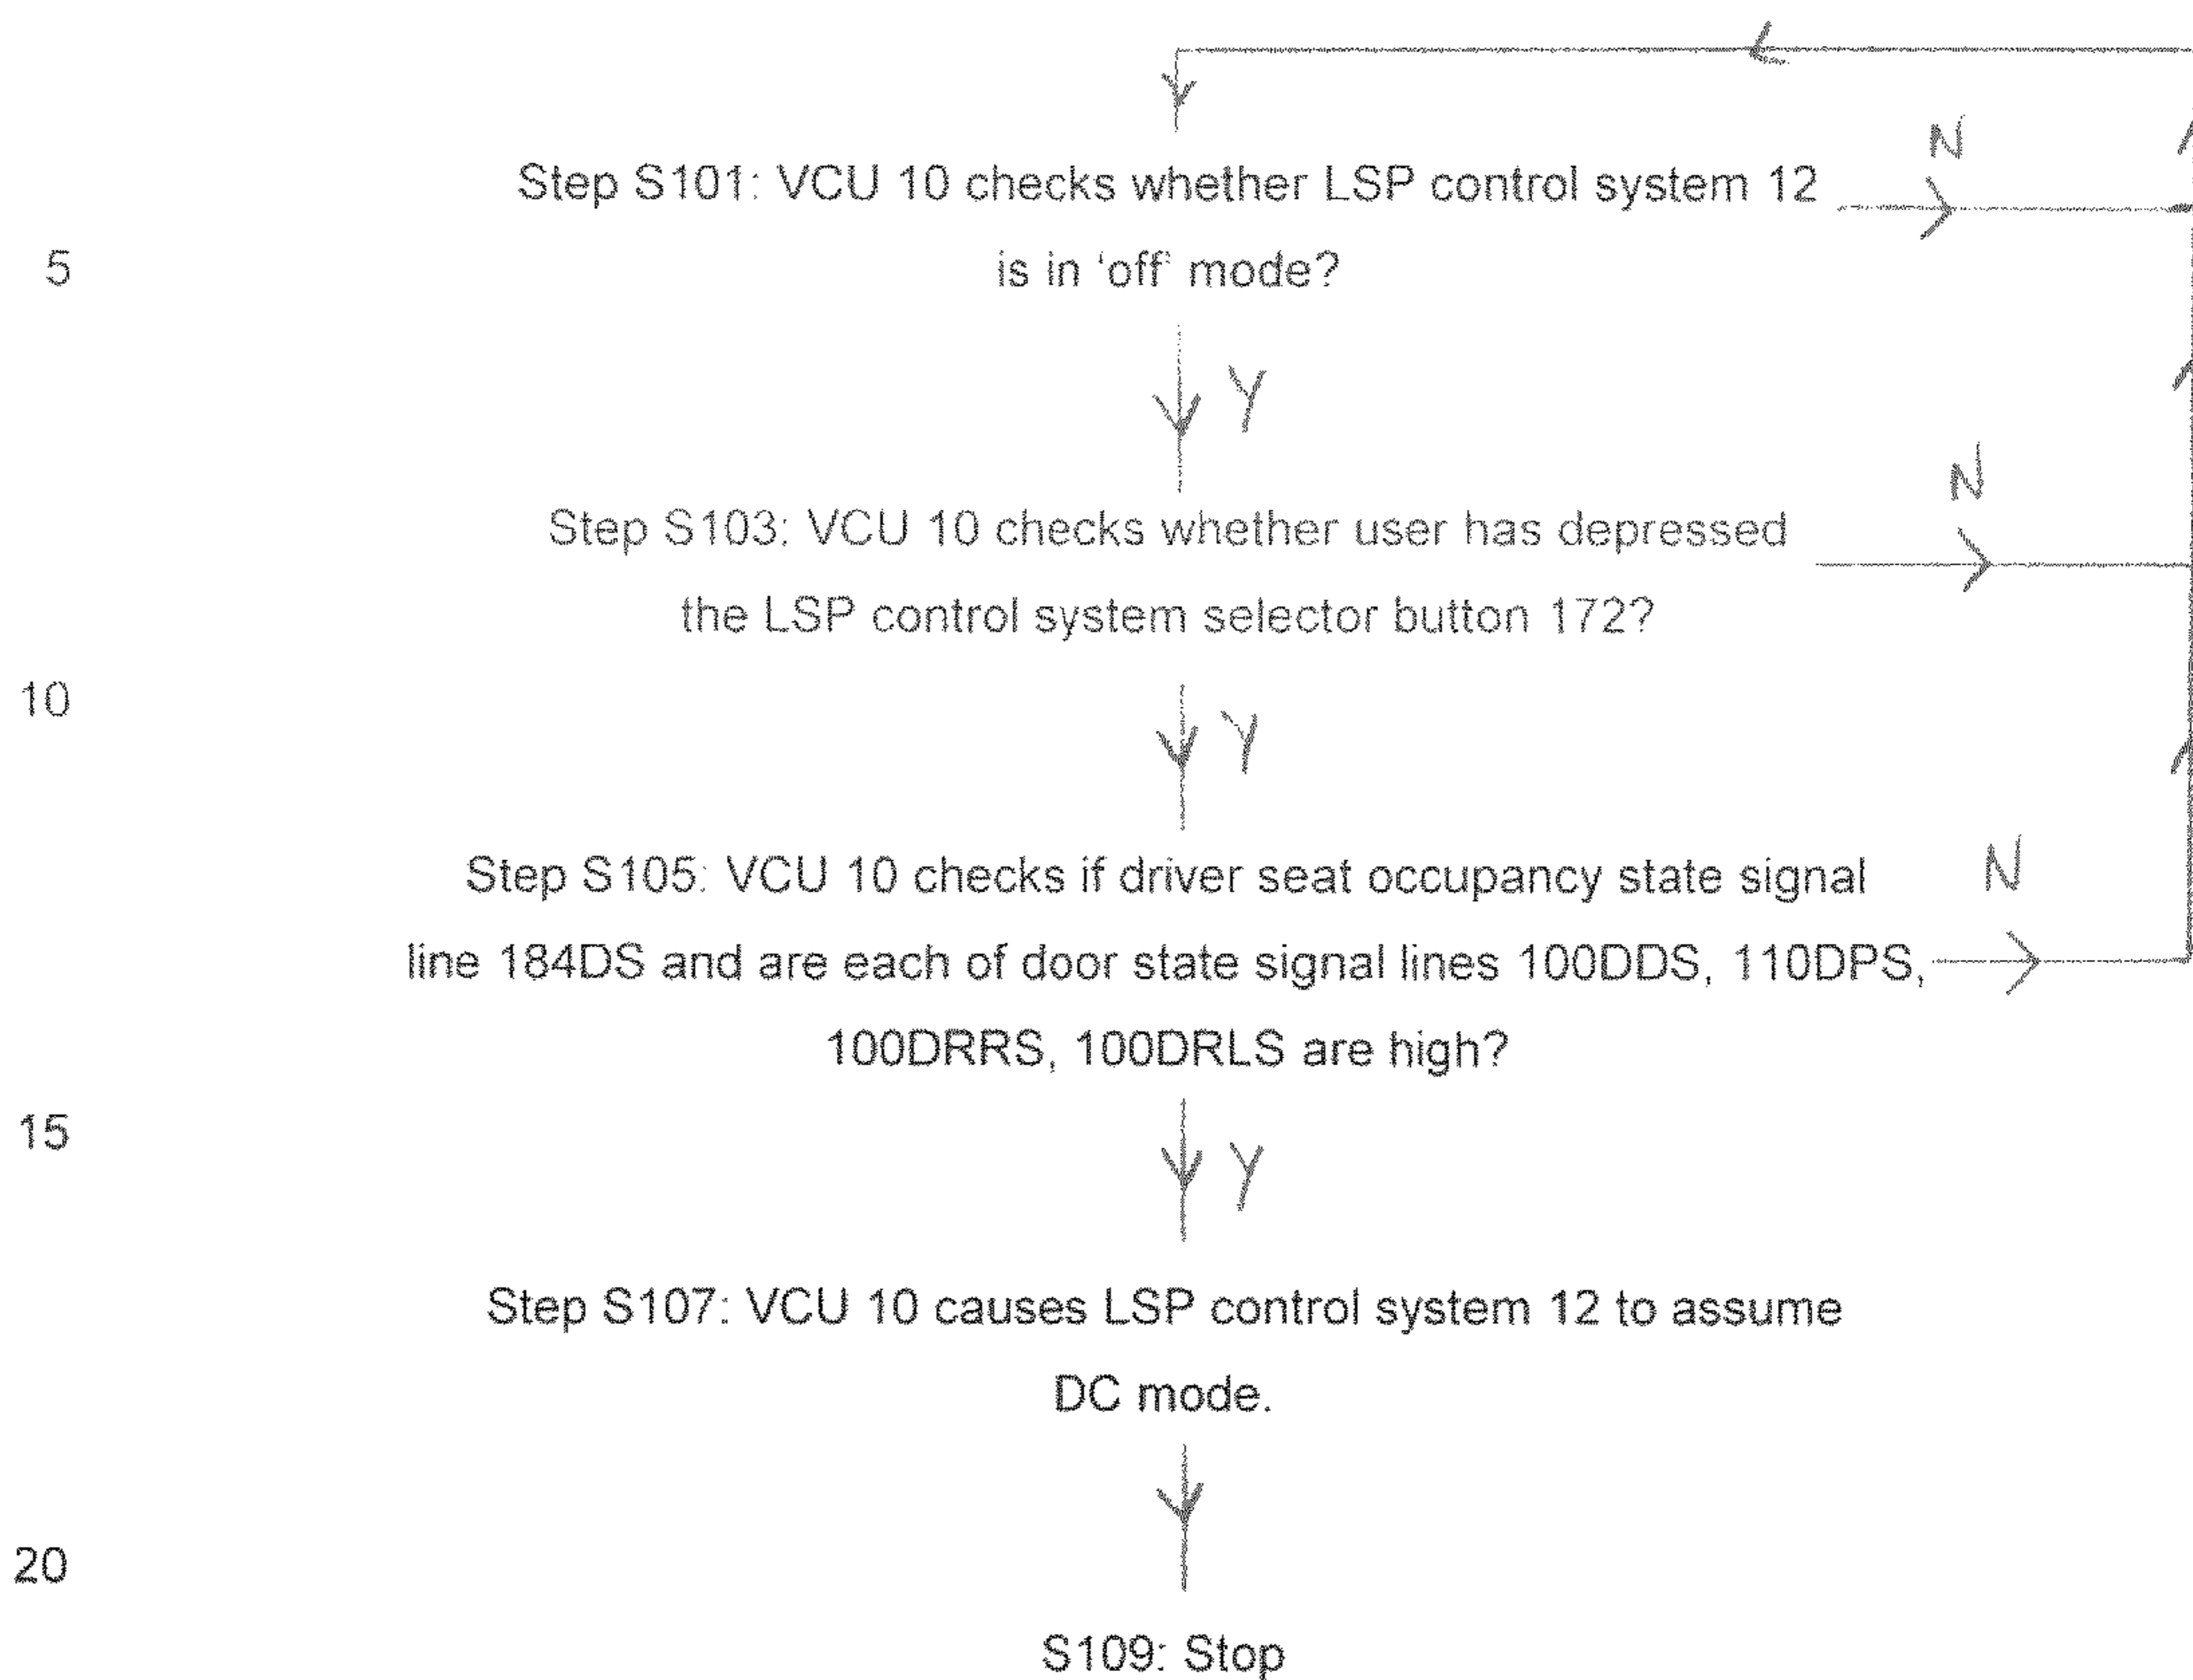 N
Step S101: VCU 10 checks whether LSP control system 12
5
is in 'off' mode?
Y
N
Step S103: VCU 10 checks whether user has depressed
the LSP control system selector button 172?
10
Y
N
Step S105: VCU 10 checks if driver seat occupancy state signal
line 184DS and are each of door state signal lines 100DDS, 110DPS,
100DRRS, 100DRLS are high?
15
Y
Step S107: VCU 10 causes LSP control system 12 to assume
DC mode.
20
S109: Stop